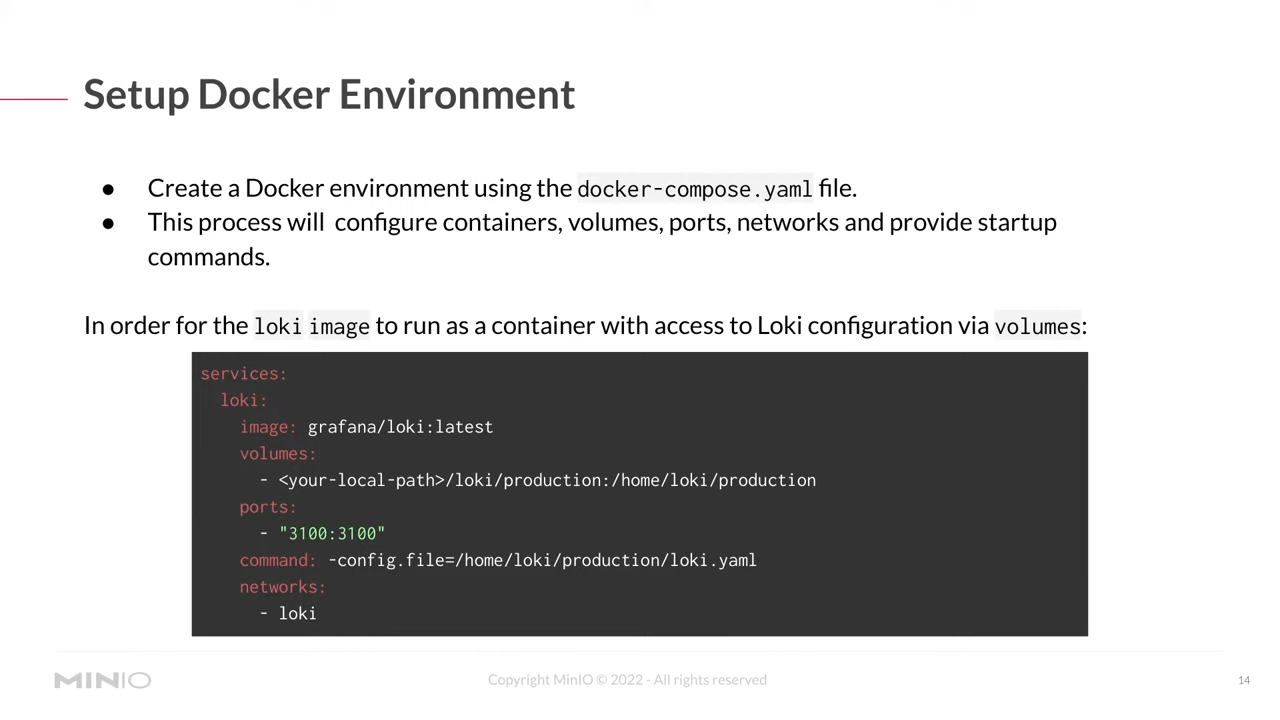 Setup Docker Environment
● Create a Docker environment using the docker-compose.yaml file.
● This process will  configure containers, volumes, ports, networks and provide startup
commands.
In order for the loki image to run as a container with access to Loki configuration via volumes:
services:
  loki:
    image: grafana/loki:latest
    volumes:
      - <your-local-path>/loki/production:/home/loki/production
    ports:
      - "3100:3100"
    command: -config.file=/home/loki/production/loki.yaml
    networks:
      - loki
MINIO
Copyright MinIO © 2022 - All rights reserved
14